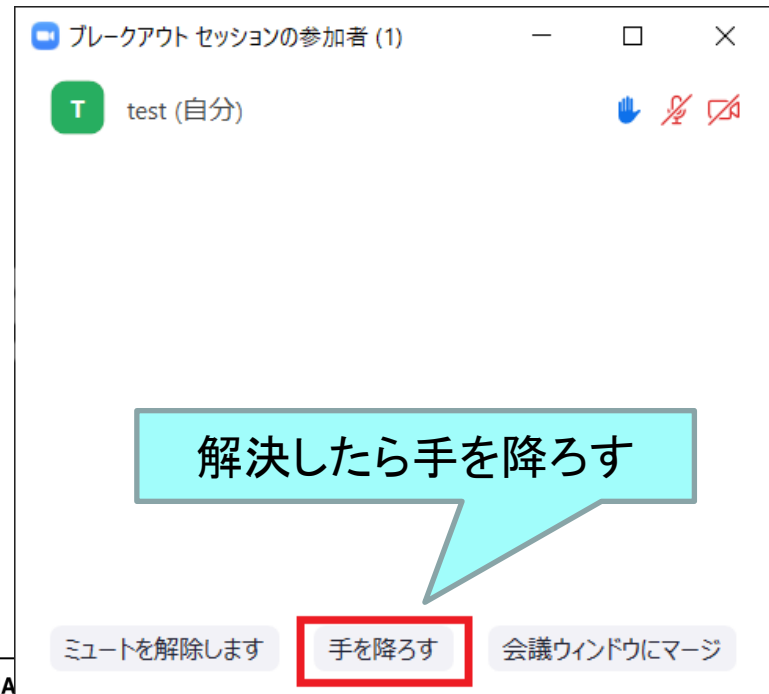 ブレークアウト セッションの参加者 (1)
T
test (自分)
解決したら手を降ろす
ミュートを解除します
手を降ろす
会議ウィンドウにマージ
A